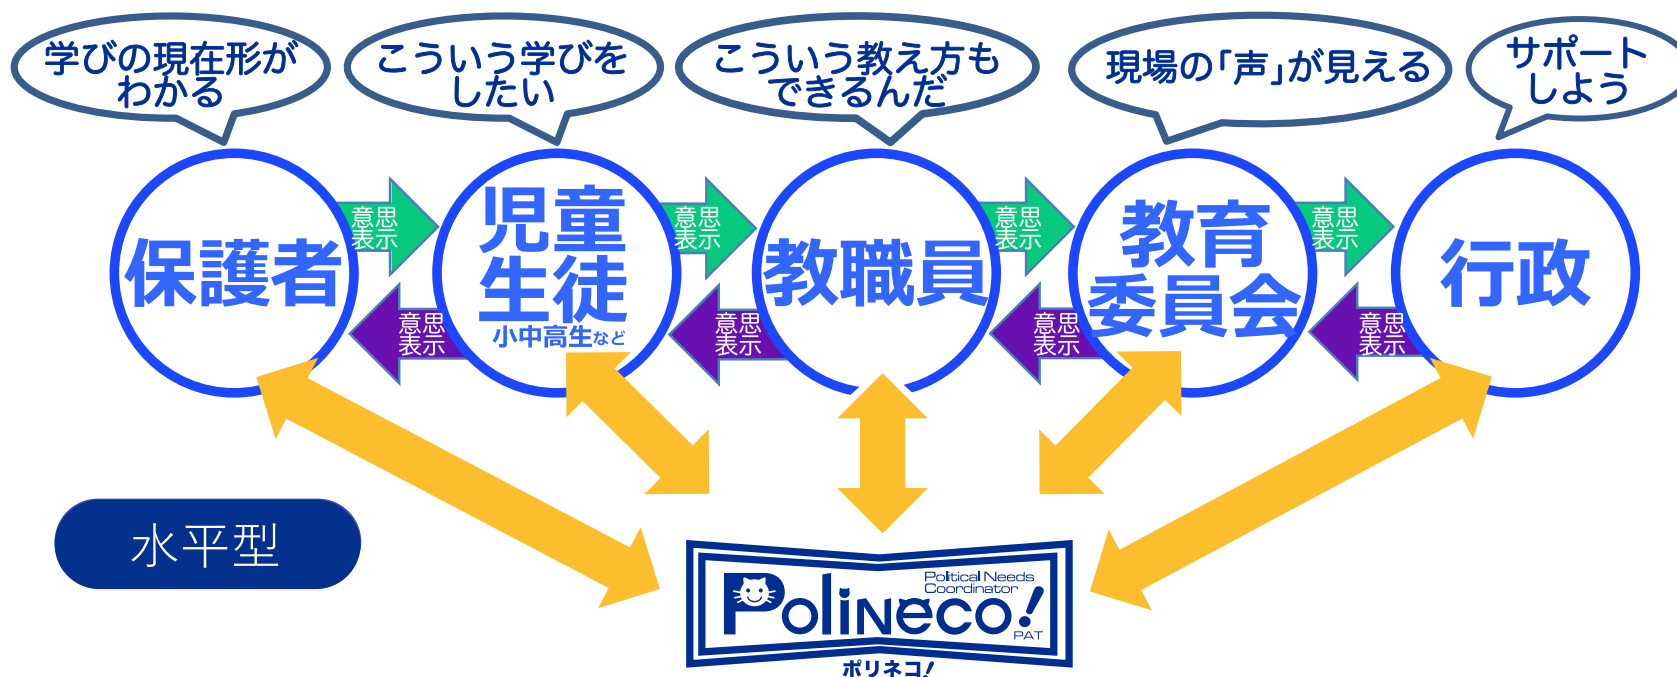 学びの現在形が
わかる
こういう学びを
したい
こういう教え方も
できるんだ
現場の「声」が見える
サポート
しよう
保護者
意思
表示
児童
生徒
小中高生など
意思
表示
教職員
意思
表示
教育
委員会
意思
表示
行政
意思
表示
意思
表示
意思
表示
意思
表示
水平型
Political Needs
Coordinator
Polineco!
PAT
ポリネコ!